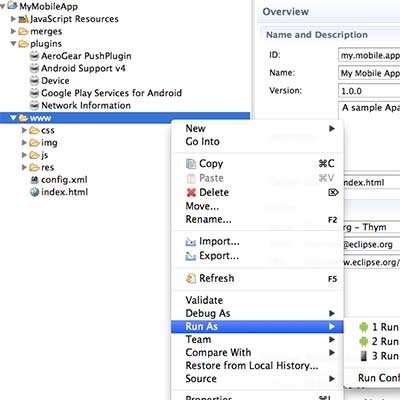 MyMobileApp
JavaScript Resources
merges
plugins
AeroGear PushPlugin
Android Support v4
Device
Google Play Services for Android
Network Information
www
css
img
js
res
config.xml
index.html
Overview
Name and Description
ID:
my.mobile.app
Name:
My Mobile App
Version:
1.0.0
A sample Apa
index.html
rg - Thym
@eclipse.org
www.eclipse.org/
New
Go Into
Copy ⌘C
Paste ⌘V
Delete ⌦
Move...
Rename... F2
Import...
Export...
Refresh F5
Validate
Debug As
Run As
Team
Compare With
Restore from Local History...
Source
Properties ⌘I
1 Run
2 Run
3 Run
Run Conf